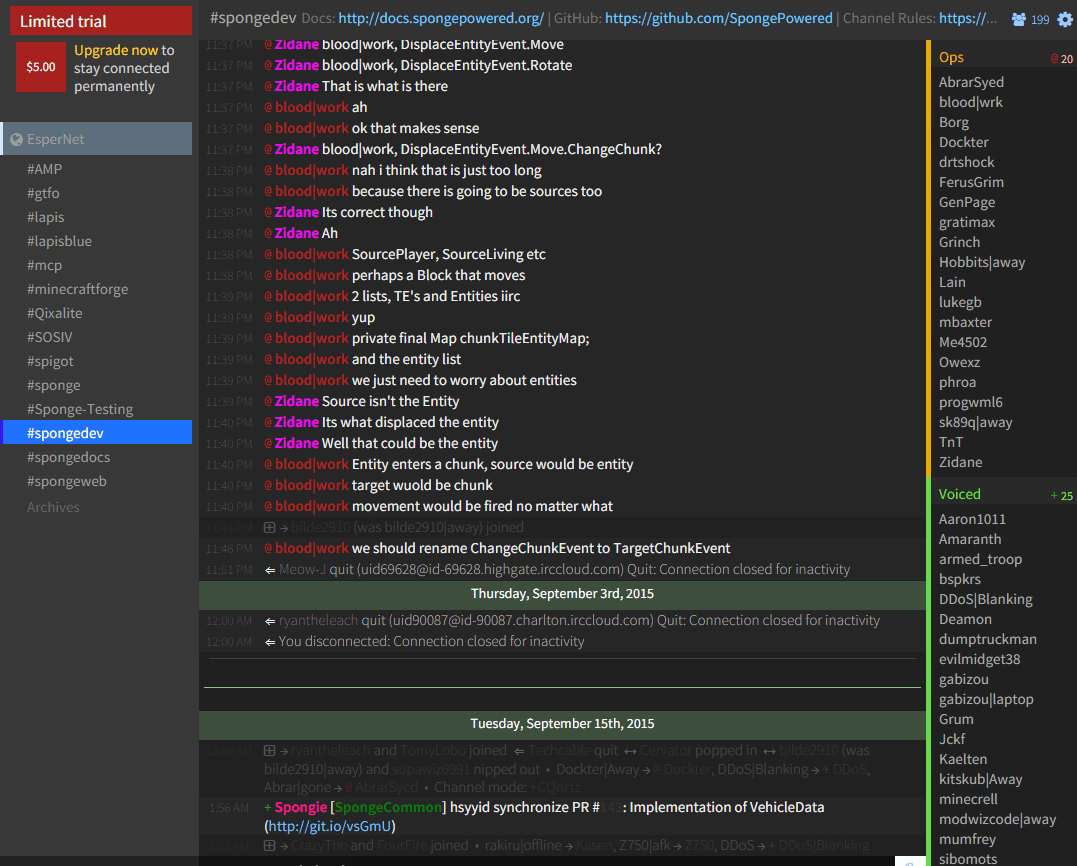 Limited trial
$5.00
Upgrade now to
stay connected
permanently
EsperNet
#AMP
#gtfo
#lapis
#lapisblue
#mcp
#minecraftforge
#Qixalite
#SOSIV
#spigot
#sponge
#Sponge-Testing
#spongedev
#spongedocs
#spongeweb
Archives
#spongedev Docs: http://docs.spongepowered.org/ | GitHub: https://github.com/SpongePowered | Channel Rules: https://... 199
11:37 PM @ Zidane blood|work, DisplaceEntityEvent.Move
11:37 PM @ Zidane blood|work, DisplaceEntityEvent.Rotate
11:37 PM @ Zidane That is what is there
11:37 PM @ blood|work ah
11:37 PM @ blood|work ok that makes sense
11:37 PM @ Zidane blood|work, DisplaceEntityEvent.Move.ChangeChunk?
11:37 PM @ blood|work nah i think that is just too long
11:38 PM @ blood|work because there is going to be sources too
11:38 PM @ Zidane Its correct though
11:38 PM @ Zidane Ah
11:38 PM @ blood|work SourcePlayer, SourceLiving etc
11:38 PM @ blood|work perhaps a Block that moves
11:39 PM @ blood|work 2 lists, TE's and Entities iirc
11:39 PM @ blood|work yup
11:39 PM @ blood|work private final Map chunkTileEntityMap;
11:39 PM @ blood|work and the entity list
11:39 PM @ blood|work we just need to worry about entities
11:39 PM @ Zidane Source isn't the Entity
11:40 PM @ Zidane Its what displaced the entity
11:40 PM @ Zidane Well that could be the entity
11:40 PM @ blood|work Entity enters a chunk, source would be entity
11:40 PM @ blood|work target wuold be chunk
11:40 PM @ blood|work movement would be fired no matter what
11:44 PM → bilde2910 (was bilde2910|away) joined
11:46 PM @ blood|work we should rename ChangeChunkEvent to TargetChunkEvent
11:51 PM ⇐ Meow-J quit (uid69628@id-69628.highgate.irccloud.com) Quit: Connection closed for inactivity
Thursday, September 3rd, 2015
12:00 AM ⇐ ryantheleach quit (uid90087@id-90087.charlton.irccloud.com) Quit: Connection closed for inactivity
12:00 AM ⇐ You disconnected: Connection closed for inactivity
Tuesday, September 15th, 2015
→ ryantheleach and TomyLobo joined ⇐ Techcable quit ↔ Cervator popped in ↔ bilde2910 (was
bilde2910|away) and supawiz6991 nipped out • Dockter|Away → @ Dockter, DDoS|Blanking → + DDoS,
Abrar|gone → @ AbrarSyed • Channel mode: +CQnrtz
1:56 AM + Spongie [SpongeCommon] hsyyid synchronize PR #143: Implementation of VehicleData
(http://git.io/vsGmU)
→ CrazyThe and FourFire joined • rakiru|offline → Kasen, Z750|afk → Z750, DDoS → + DDoS|Blanking
Ops @ 20
AbrarSyed
blood|wrk
Borg
Dockter
drtshock
FerusGrim
GenPage
gratimax
Grinch
Hobbits|away
Lain
lukegb
mbaxter
Me4502
Owexz
phroa
progwml6
sk89q|away
TnT
Zidane
Voiced + 25
Aaron1011
Amaranth
armed_troop
bspkrs
DDoS|Blanking
Deamon
dumptruckman
evilmidget38
gabizou
gabizou|laptop
Grum
Jckf
Kaelten
kitskub|Away
minecrell
modwizcode|away
mumfrey
sibomots